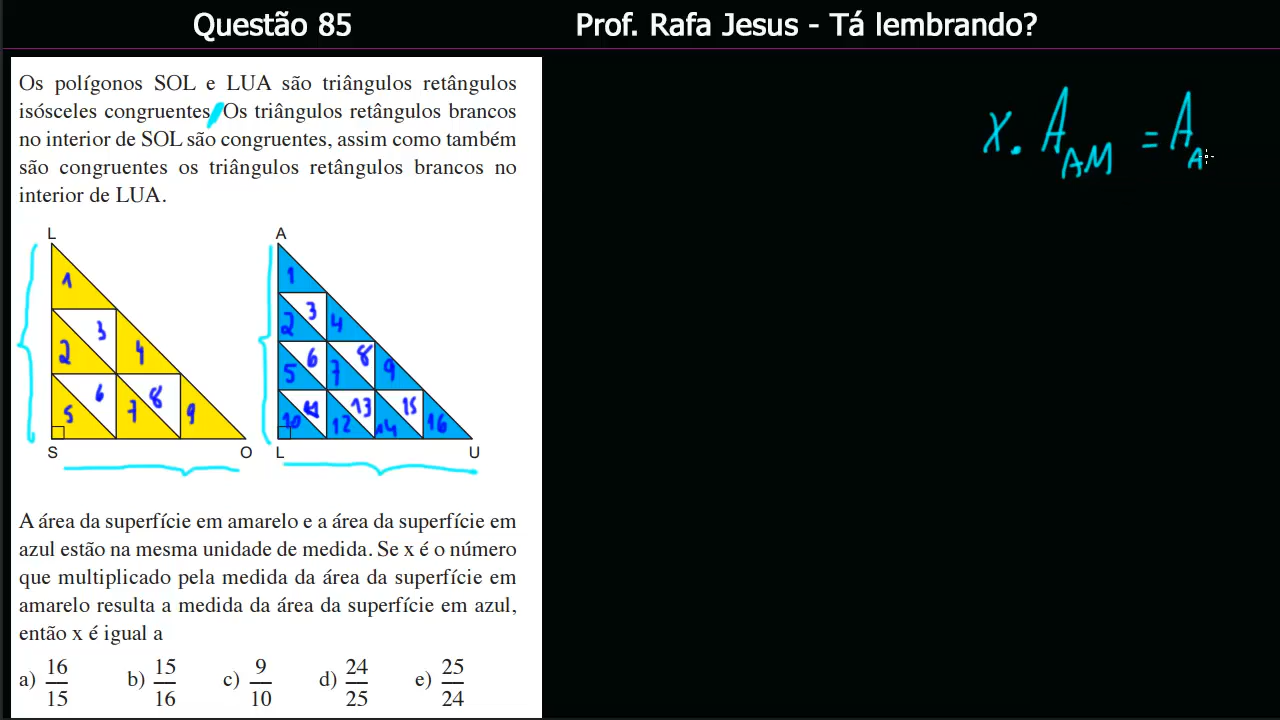 Questão 85 Prof. Rafa Jesus - Tá lembrando?
Os polígonos SOL e LUA são triângulos retângulos
isósceles congruentes. Os triângulos retângulos brancos
no interior de SOL são congruentes, assim como também
são congruentes os triângulos retângulos brancos no
interior de LUA.
x . A AM = A A
L
1
3
2
4
6
8
5
7
9
S O
A
1
3
2 4
6 8
5 7 9
11 13 15
10 12 14 16
L U
A área da superfície em amarelo e a área da superfície em
azul estão na mesma unidade de medida. Se x é o número
que multiplicado pela medida da área da superfície em
amarelo resulta a medida da área da superfície em azul,
então x é igual a
a) 16/15 b) 15/16 c) 9/10 d) 24/25 e) 25/24